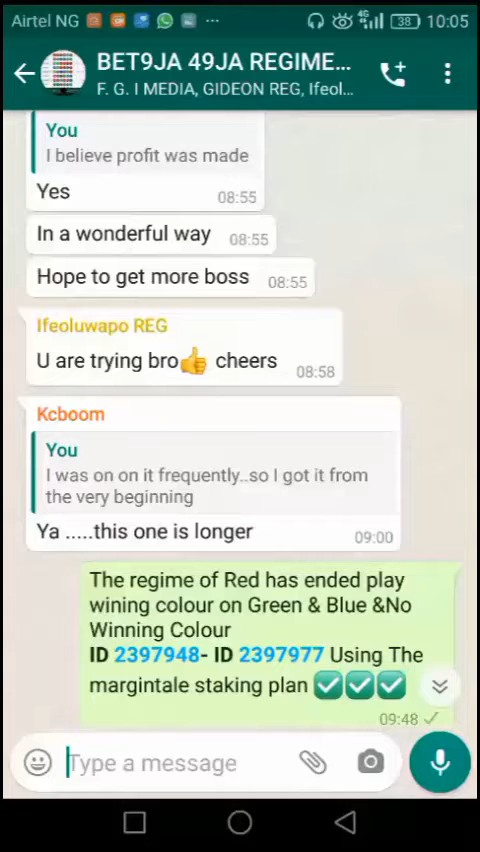 Airtel NG ... 4G 38 10:05
BET9JA 49JA REGIME...
F. G. I MEDIA, GIDEON REG, Ifeol...
You
I believe profit was made
Yes 08:55
In a wonderful way 08:55
Hope to get more boss 08:55
Ifeoluwapo REG
U are trying bro👍 cheers 08:58
Kcboom
You
I was on on it frequently..so I got it from
the very beginning
Ya .....this one is longer 09:00
The regime of Red has ended play
wining colour on Green & Blue &No
Winning Colour
ID 2397948- ID 2397977 Using The
margintale staking plan ✅✅✅
09:48
Type a message